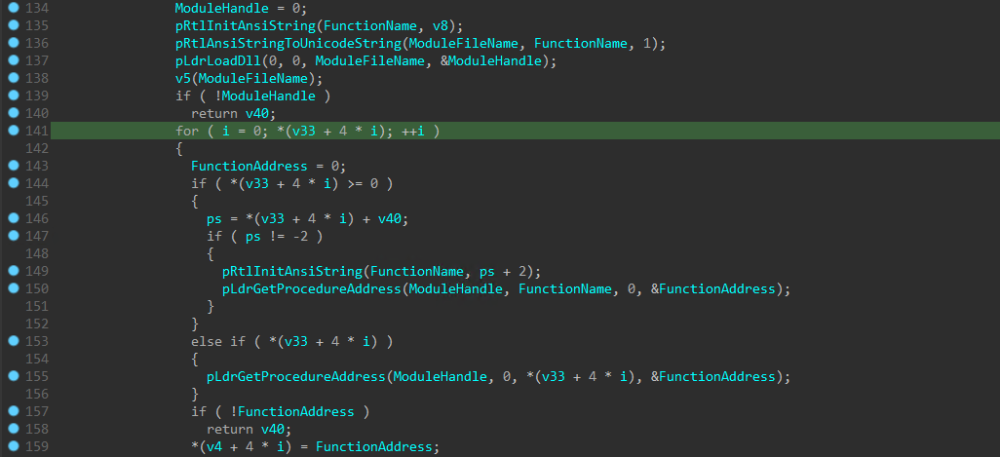 134 ModuleHandle = 0;
135 pRtlInitAnsiString(FunctionName, v8);
136 pRtlAnsiStringToUnicodeString(ModuleFileName, FunctionName, 1);
137 pLdrLoadDll(0, 0, ModuleFileName, &ModuleHandle);
138 v5(ModuleFileName);
139 if ( !ModuleHandle )
140 return v40;
141 for ( i = 0; *(v33 + 4 * i); ++i )
142 {
143 FunctionAddress = 0;
144 if ( *(v33 + 4 * i) >= 0 )
145 {
146 ps = *(v33 + 4 * i) + v40;
147 if ( ps != -2 )
148 {
149 pRtlInitAnsiString(FunctionName, ps + 2);
150 pLdrGetProcedureAddress(ModuleHandle, FunctionName, 0, &FunctionAddress);
151 }
152 }
153 else if ( *(v33 + 4 * i) )
154 {
155 pLdrGetProcedureAddress(ModuleHandle, 0, *(v33 + 4 * i), &FunctionAddress);
156 }
157 if ( !FunctionAddress )
158 return v40;
159 *(v4 + 4 * i) = FunctionAddress;